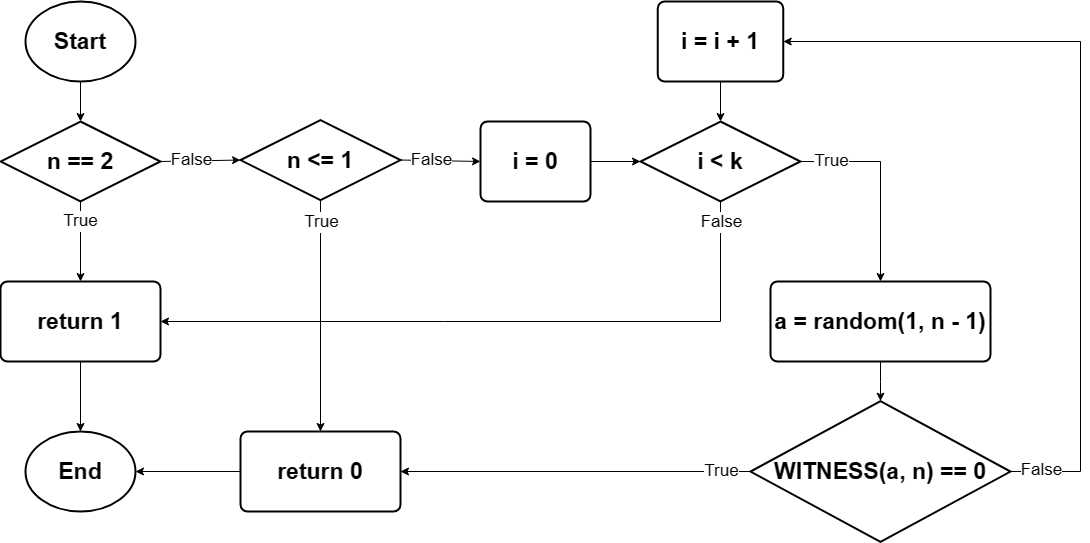 Start
i = i + 1
n == 2
False
n <= 1
False
i = 0
i < k
True
True
True
False
return 1
a = random(1, n - 1)
End
return 0
True
WITNESS(a, n) == 0
False